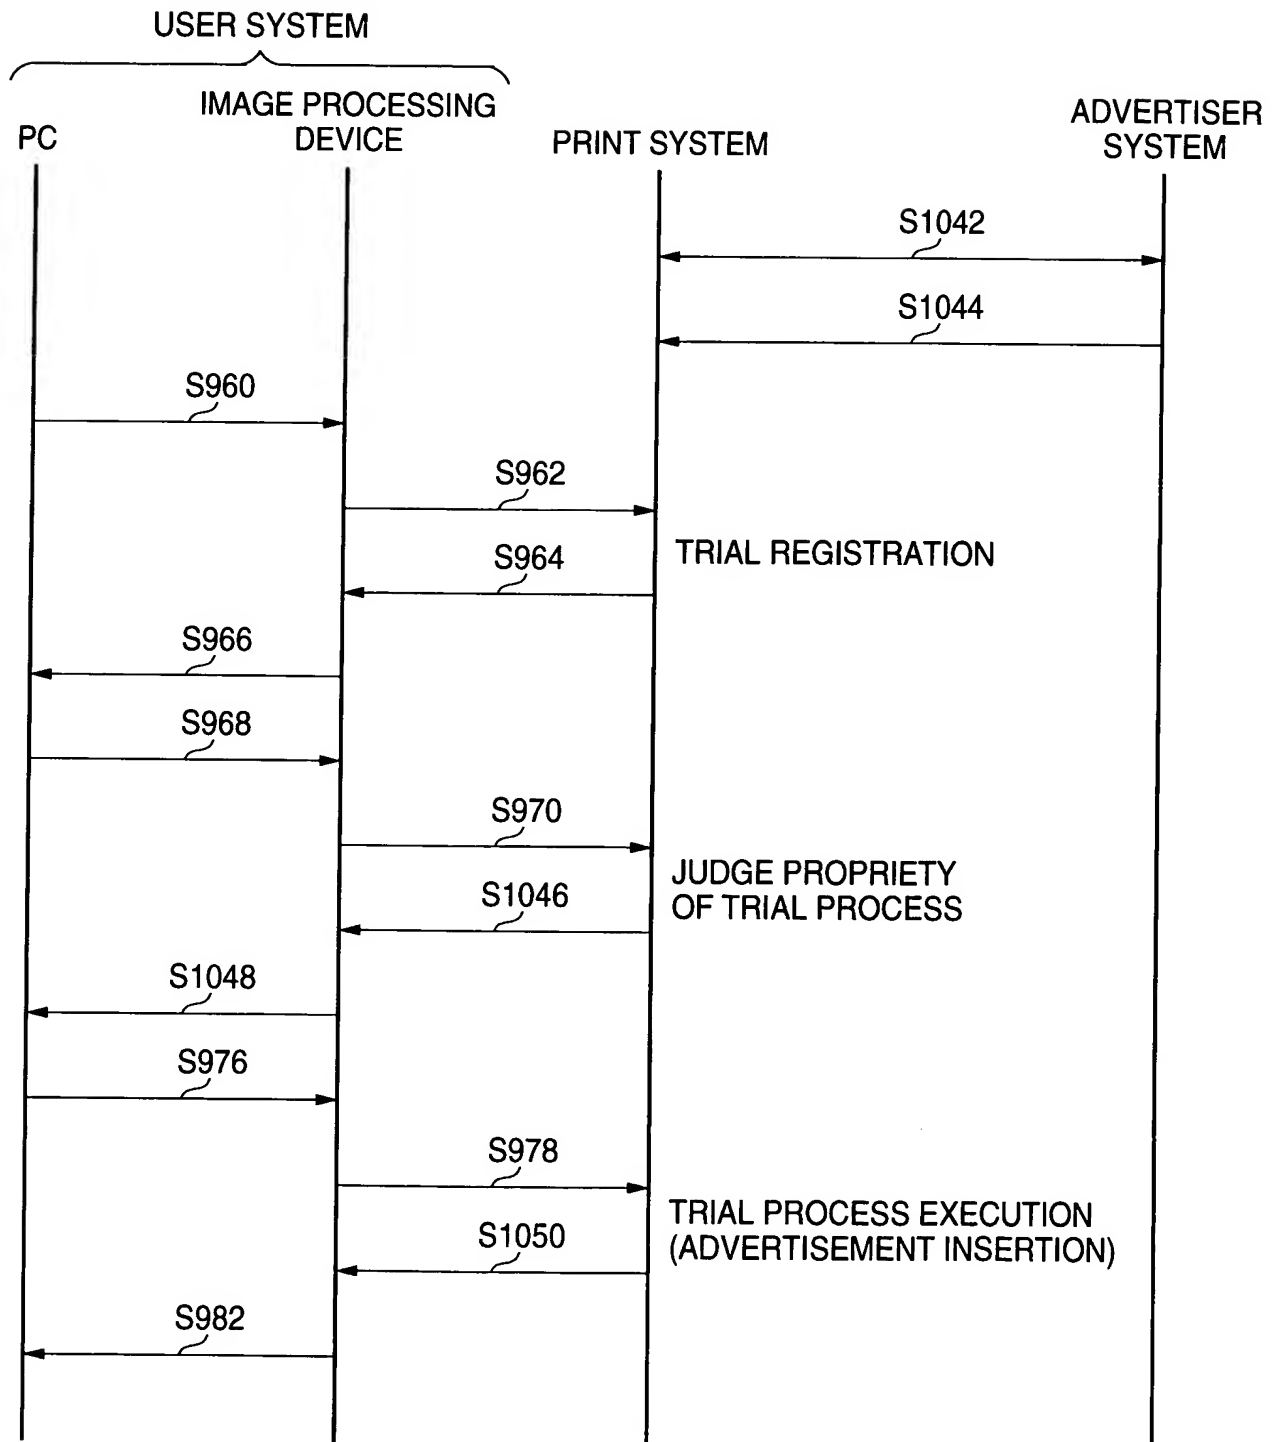 USER SYSTEM
PC
IMAGE PROCESSING
DEVICE
PRINT SYSTEM
ADVERTISER
SYSTEM
S1042
S1044
S960
S962
TRIAL REGISTRATION
S964
S966
S968
S970
JUDGE PROPRIETY
OF TRIAL PROCESS
S1046
S1048
S976
S978
TRIAL PROCESS EXECUTION
(ADVERTISEMENT INSERTION)
S1050
S982